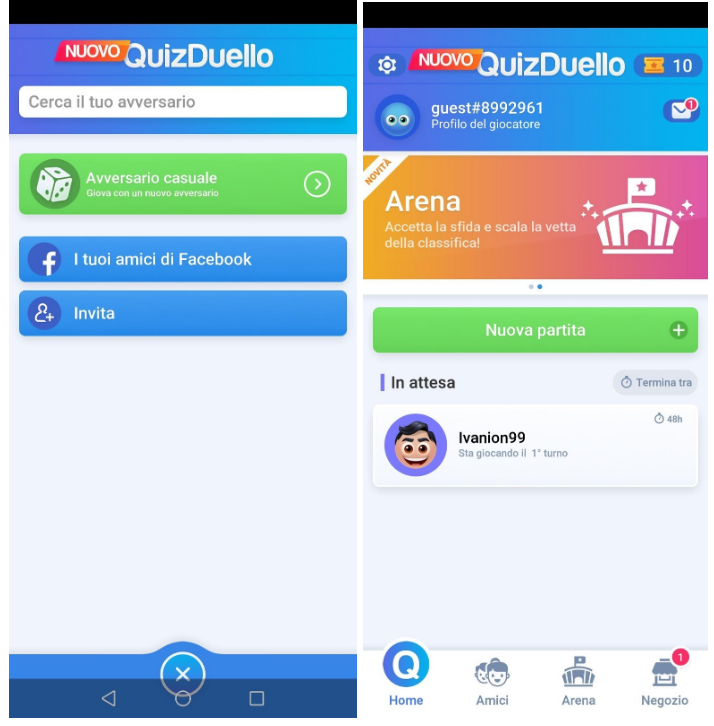 NUOVO QuizDuello
Cerca il tuo avversario
Avversario casuale
Giova con un nuovo avversario
I tuoi amici di Facebook
Invita
NUOVO QuizDuello
10
guest#8992961
Profilo del giocatore
1
NOVITÀ
Arena
Accetta la sfida e scala la vetta
della classifica!
Nuova partita
In attesa
Termina tra
48h
Ivanion99
Sta giocando il 1° turno
Q
1
Home
Amici
Arena
Negozio